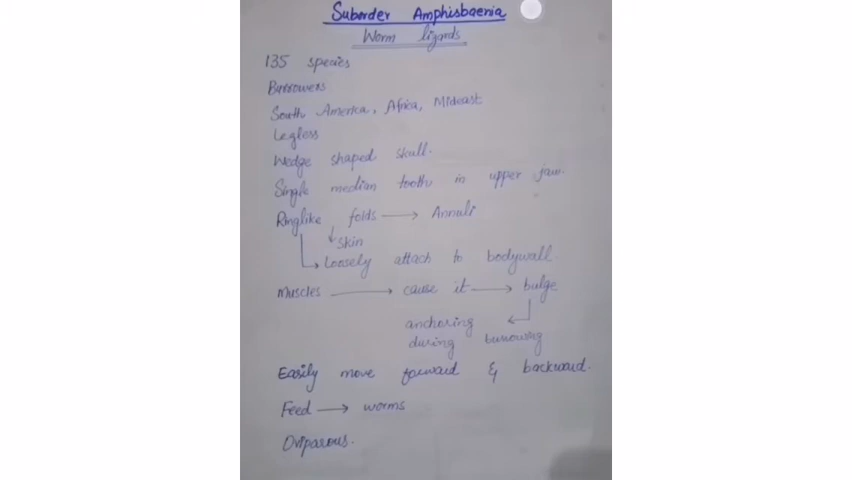 Suborder Amphisbaenia
Worm lizards
135 species
Burrowers
South America, Africa, Mideast
Legless
Wedge shaped skull.
Single median tooth in upper jaw.
Ringlike folds → Annuli
↓ skin
→ Loosely attach to bodywall.
Muscles → cause it → bulge
anchoring
during burrowing
Easily move forward & backward.
Feed → worms
Oviparous.